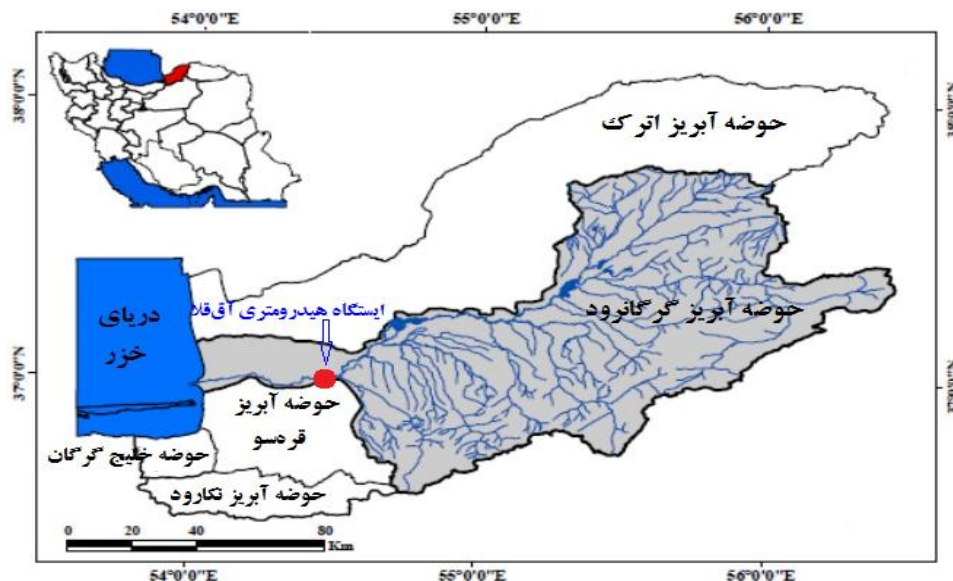 54°0'0"E
55°0'0"E
56°0'0"E
38°0'0"N
حوضه آبریز اترک
دریای
خزر
ایستگاه هیدرومتری آق‌قلا
حوضه آبریز گرگانرود
37°0'0"N
حوضه آبریز
قره‌سو
حوضه خلیج گرگان
حوضه آبریز نکارود
0 20 40 80
Km
54°0'0"E
55°0'0"E
56°0'0"E